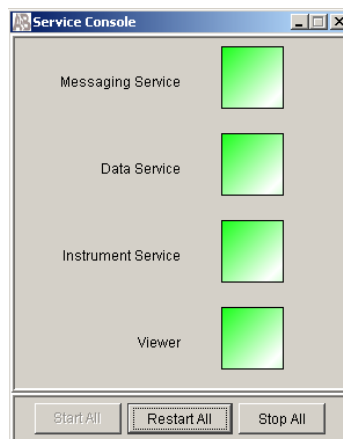 Service Console
Messaging Service
Data Service
Instrument Service
Viewer
Start All Restart All Stop All